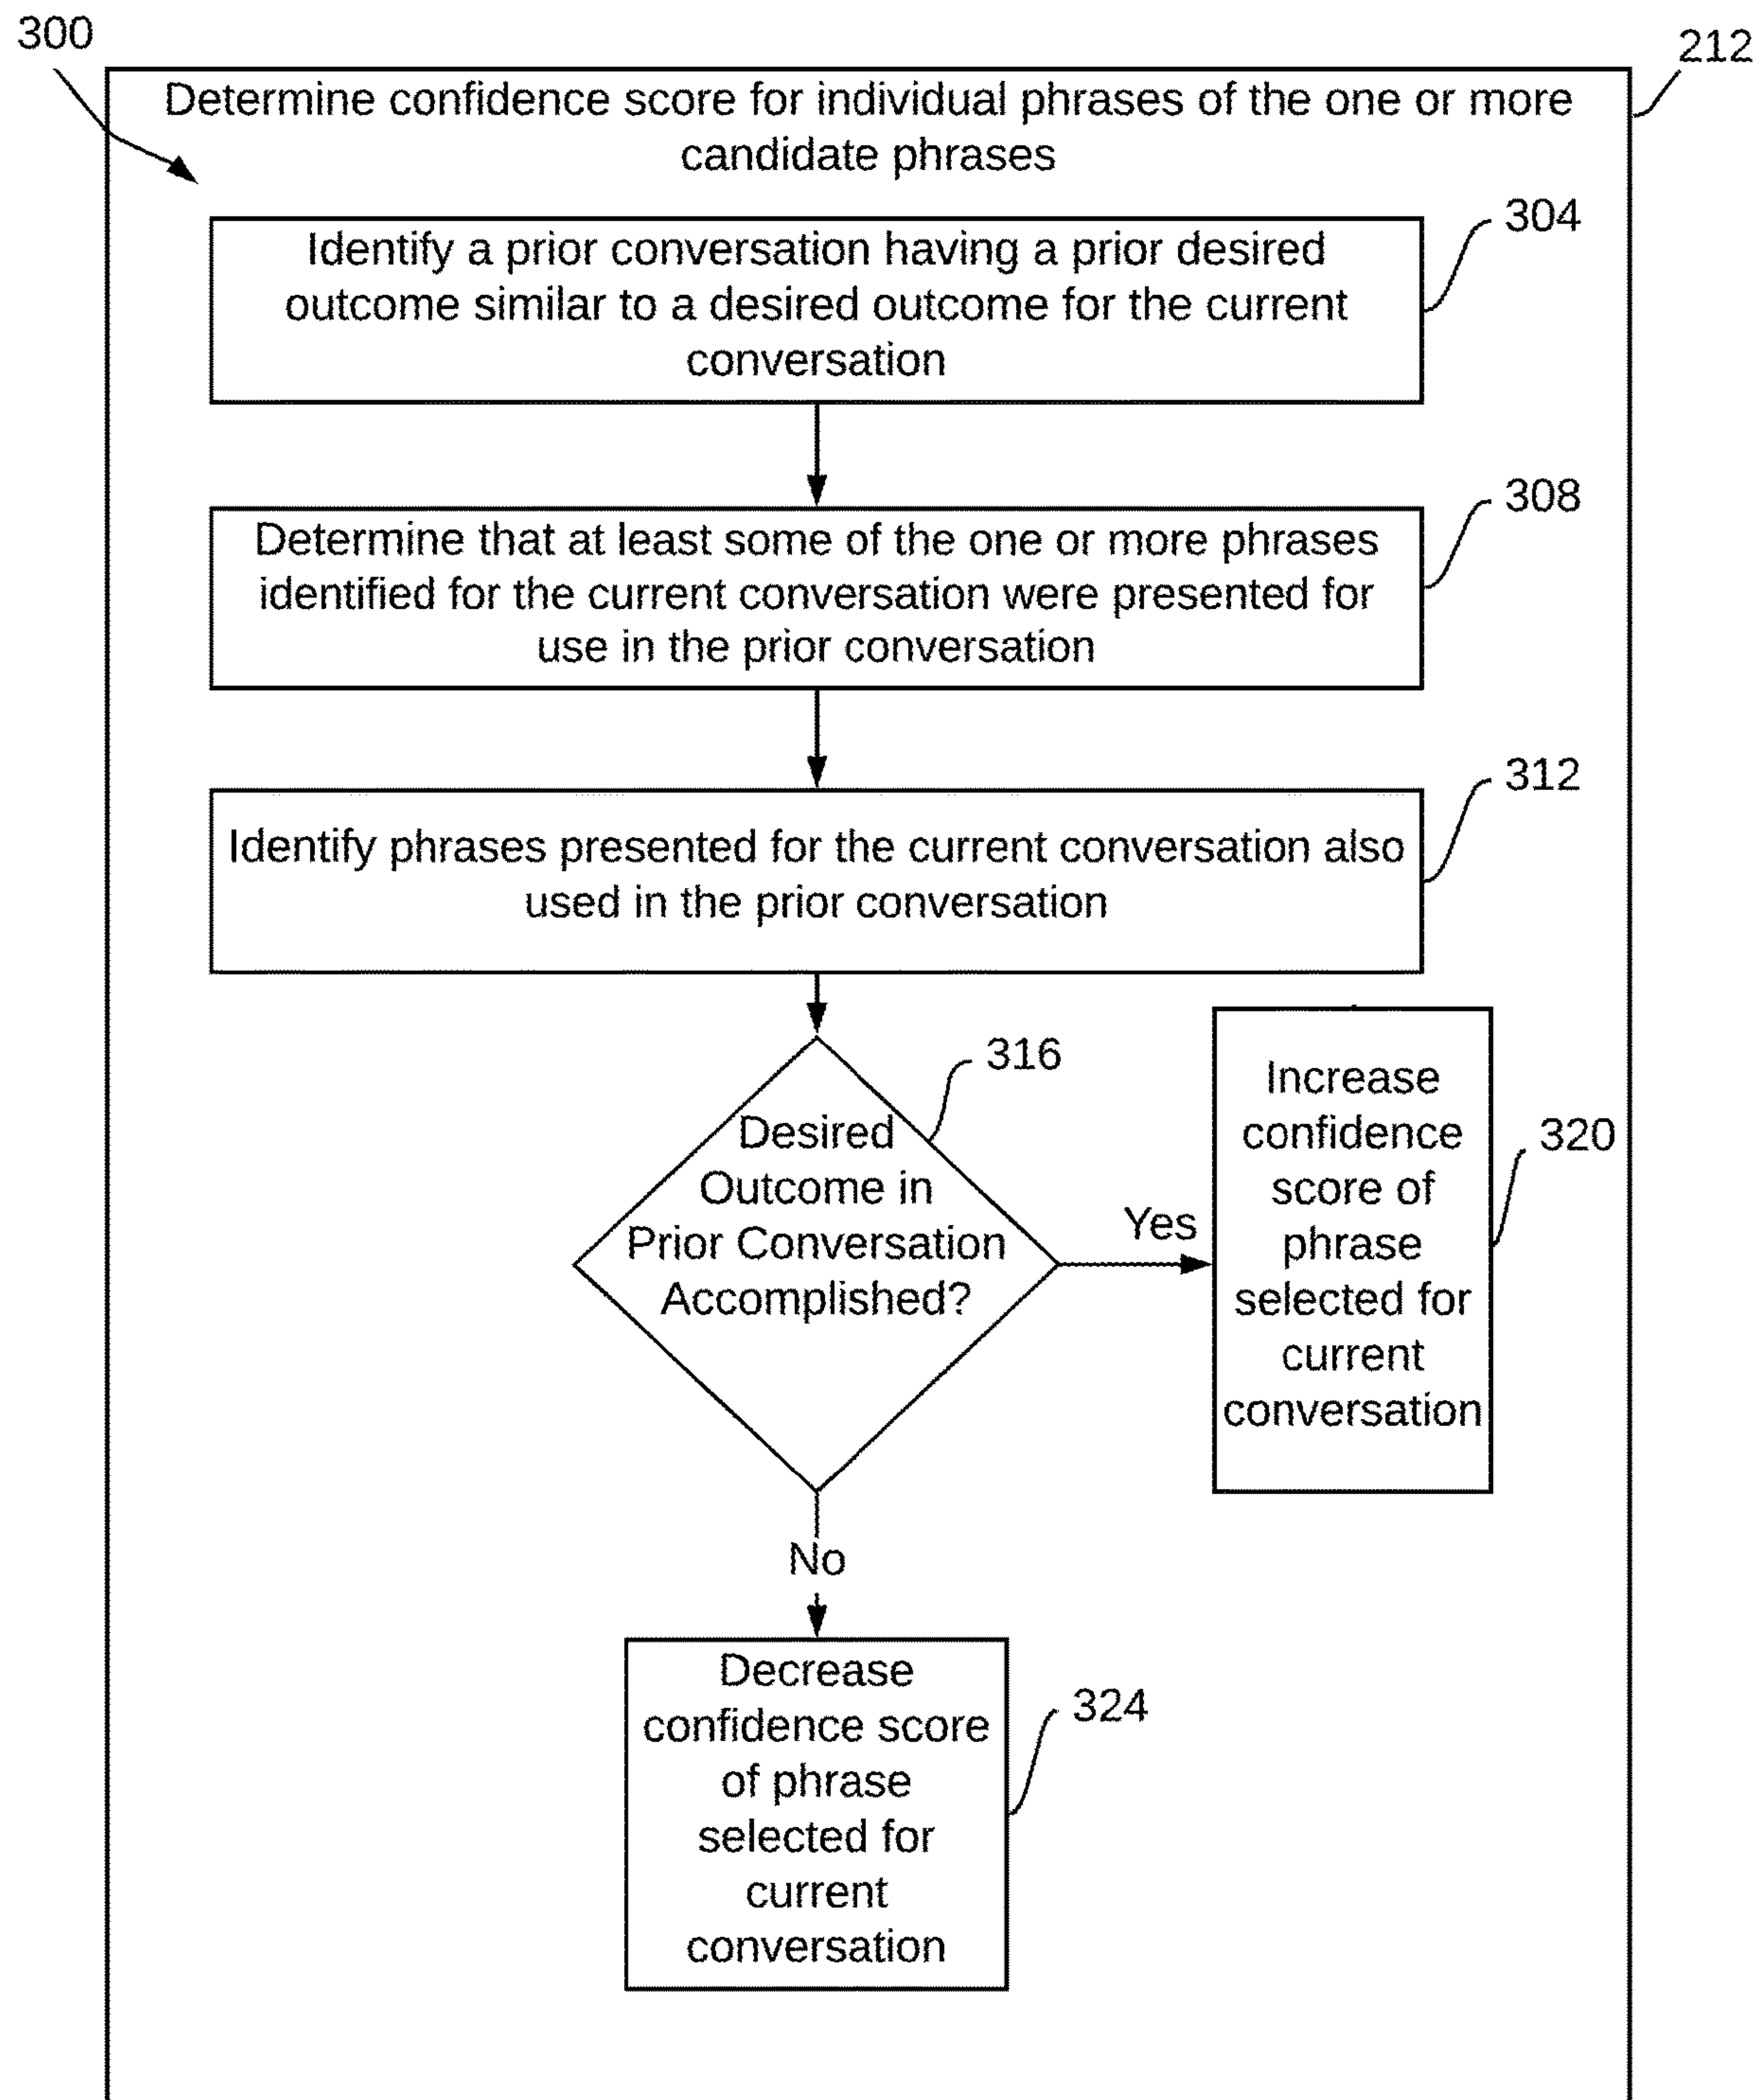 300
212
Determine confidence score for individual phrases of the one or more
candidate phrases
304
Identify a prior conversation having a prior desired
outcome similar to a desired outcome for the current
conversation
308
Determine that at least some of the one or more phrases
identified for the current conversation were presented for
use in the prior conversation
312
Identify phrases presented for the current conversation also
used in the prior conversation
316
Desired
Outcome in
Prior Conversation
Accomplished?
Yes
Increase
confidence
score of
phrase
selected for
current
conversation
320
No
Decrease
confidence score
of phrase
selected for
current
conversation
324